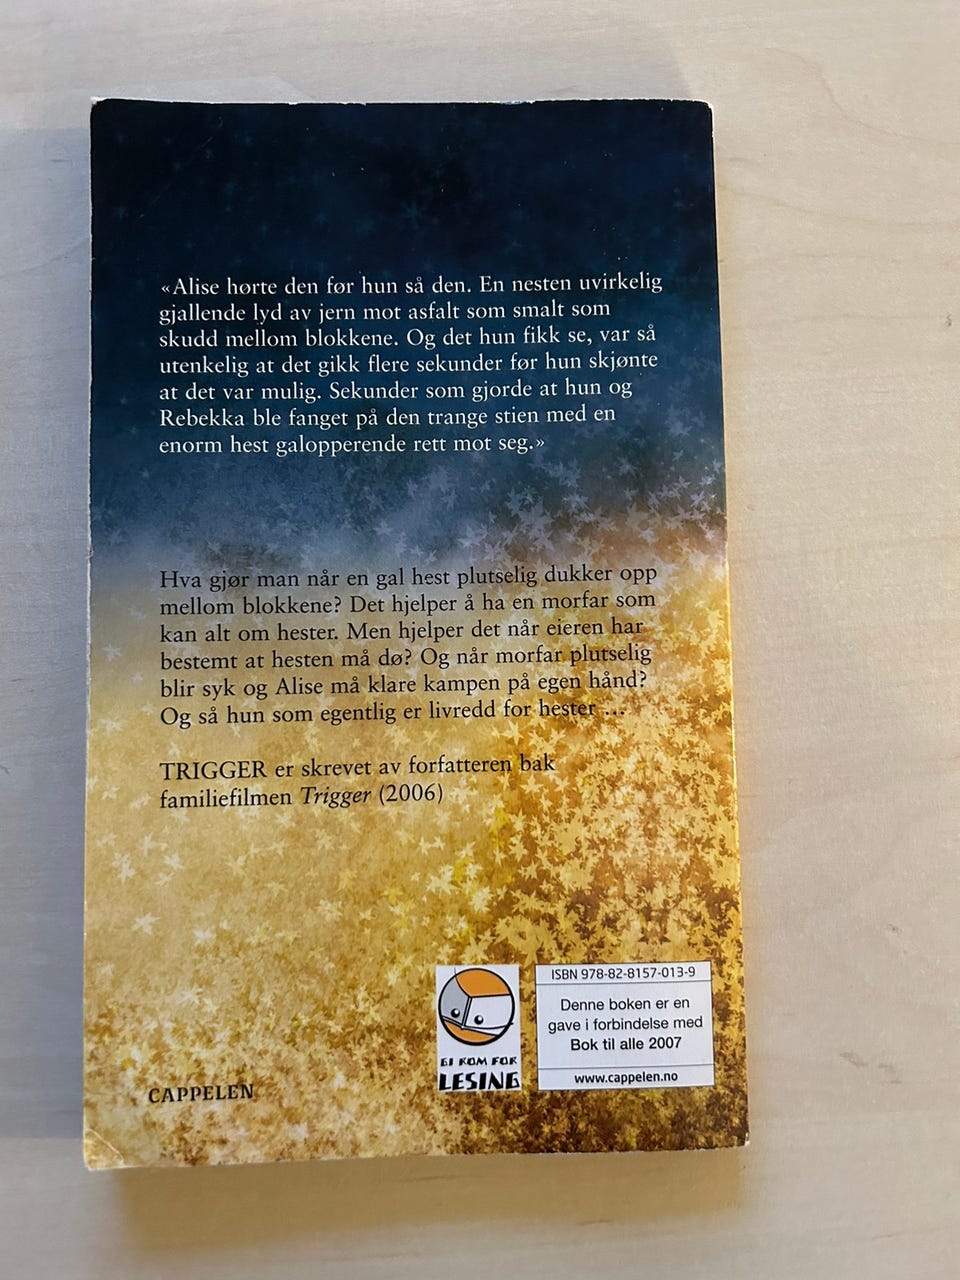 «Alise hørte den før hun så den. En nesten uvirkelig
gjallende lyd av jern mot asfalt som smalt som
skudd mellom blokkene. Og det hun fikk se, var så
utenkelig at det gikk flere sekunder før hun skjønte
at det var mulig. Sekunder som gjorde at hun og
Rebekka ble fanget på den trange stien med en
enorm hest galopperende rett mot seg.»
Hva gjør man når en gal hest plutselig dukker opp
mellom blokkene? Det hjelper å ha en morfar som
kan alt om hester. Men hjelper det når eieren har
bestemt at hesten må dø? Og når morfar plutselig
blir syk og Alise må klare kampen på egen hånd?
Og så hun som egentlig er livredd for hester ...
TRIGGER er skrevet av forfatteren bak
familiefilmen Trigger (2006)
GI ROM FOR
LESING
ISBN 978-82-8157-013-9
Denne boken er en
gave i forbindelse med
Bok til alle 2007
www.cappelen.no
CAPPELEN